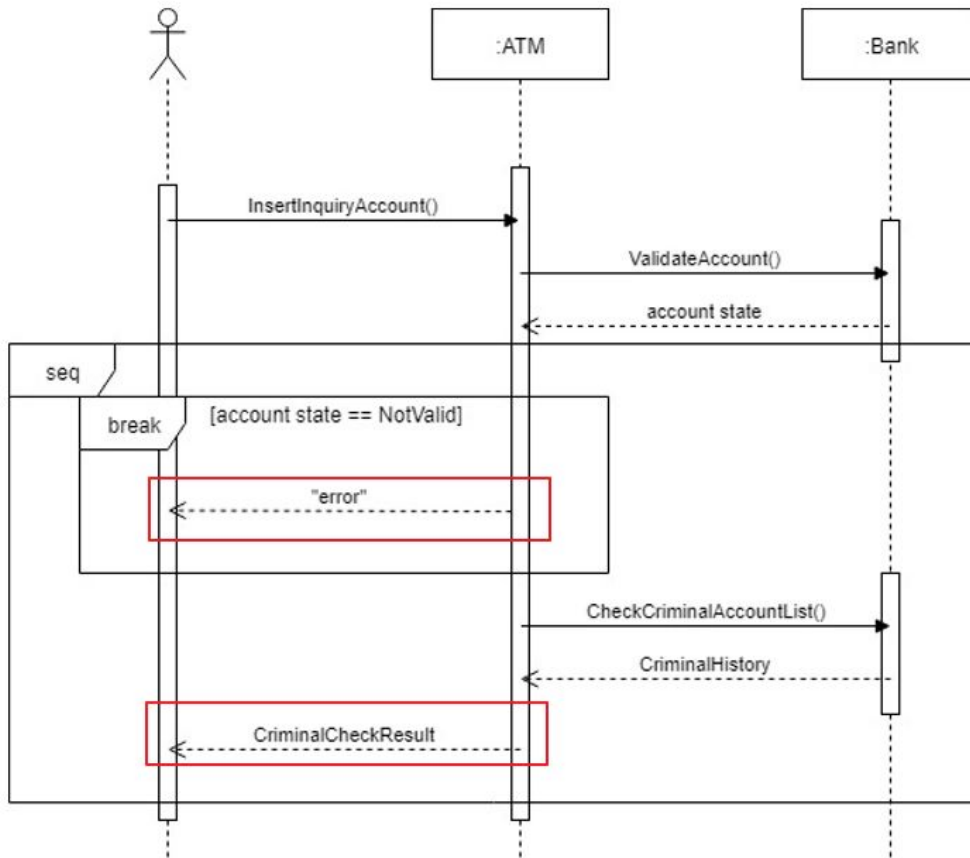 :ATM
:Bank
InsertInquiryAccount()
ValidateAccount()
account state
seq
break
[account state == NotValid]
"error"
CheckCriminalAccountList()
CriminalHistory
CriminalCheckResult